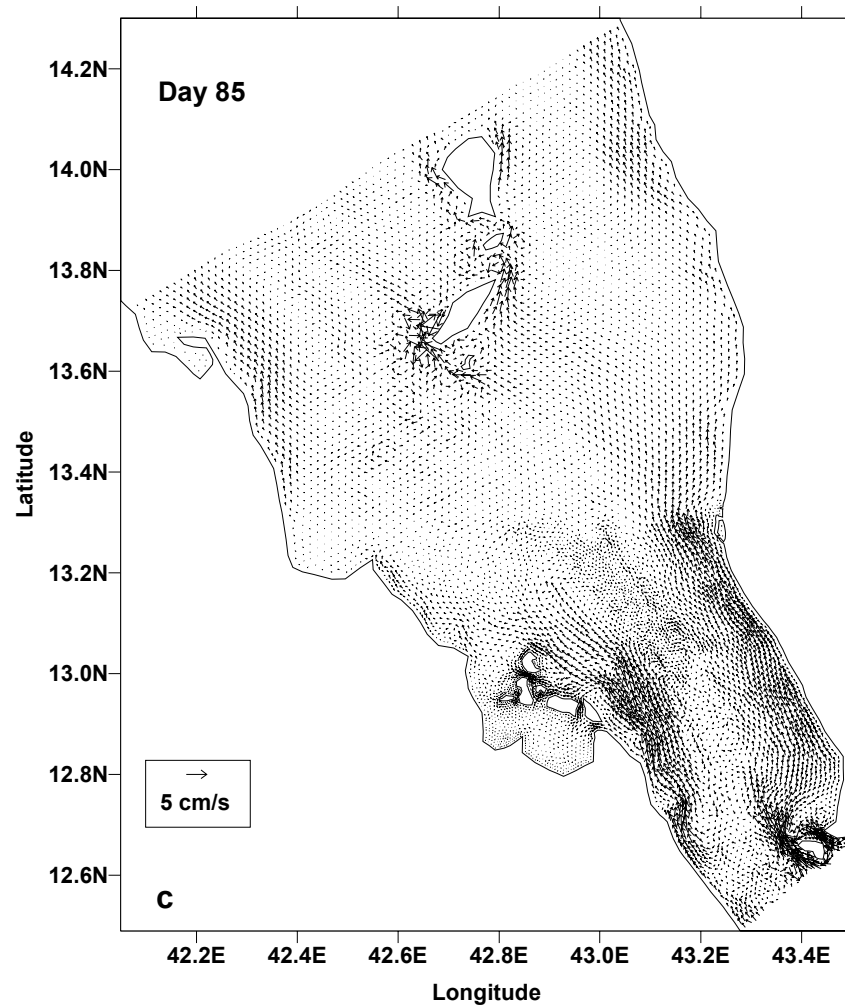 14.2N
Day 85
14.0N
13.8N
13.6N
Latitude
13.4N
13.2N
13.0N
12.8N
5 cm/s
12.6N
c
42.2E 42.4E 42.6E 42.8E 43.0E 43.2E 43.4E
Longitude